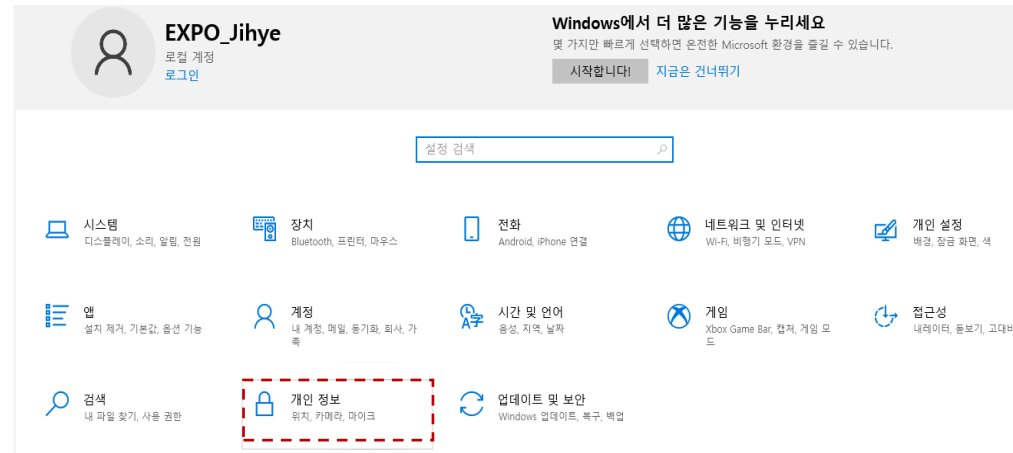 EXPO_Jihye
로컬 계정
로그인
Windows에서 더 많은 기능을 누리세요
몇 가지만 빠르게 선택하면 온전한 Microsoft 환경을 즐길 수 있습니다.
시작합니다! 지금은 건너뛰기
설정 검색
시스템
디스플레이, 소리, 알림, 전원
장치
Bluetooth, 프린터, 마우스
전화
Android, iPhone 연결
네트워크 및 인터넷
Wi-Fi, 비행기 모드, VPN
개인 설정
배경, 잠금 화면, 색
앱
설치 제거, 기본값, 옵션 기능
계정
내 계정, 메일, 동기화, 회사, 가
족
시간 및 언어
음성, 지역, 날짜
게임
Xbox Game Bar, 캡처, 게임 모
드
접근성
내레이터, 돋보기, 고대비
검색
내 파일 찾기, 사용 권한
개인 정보
위치, 카메라, 마이크
업데이트 및 보안
Windows 업데이트, 복구, 백업